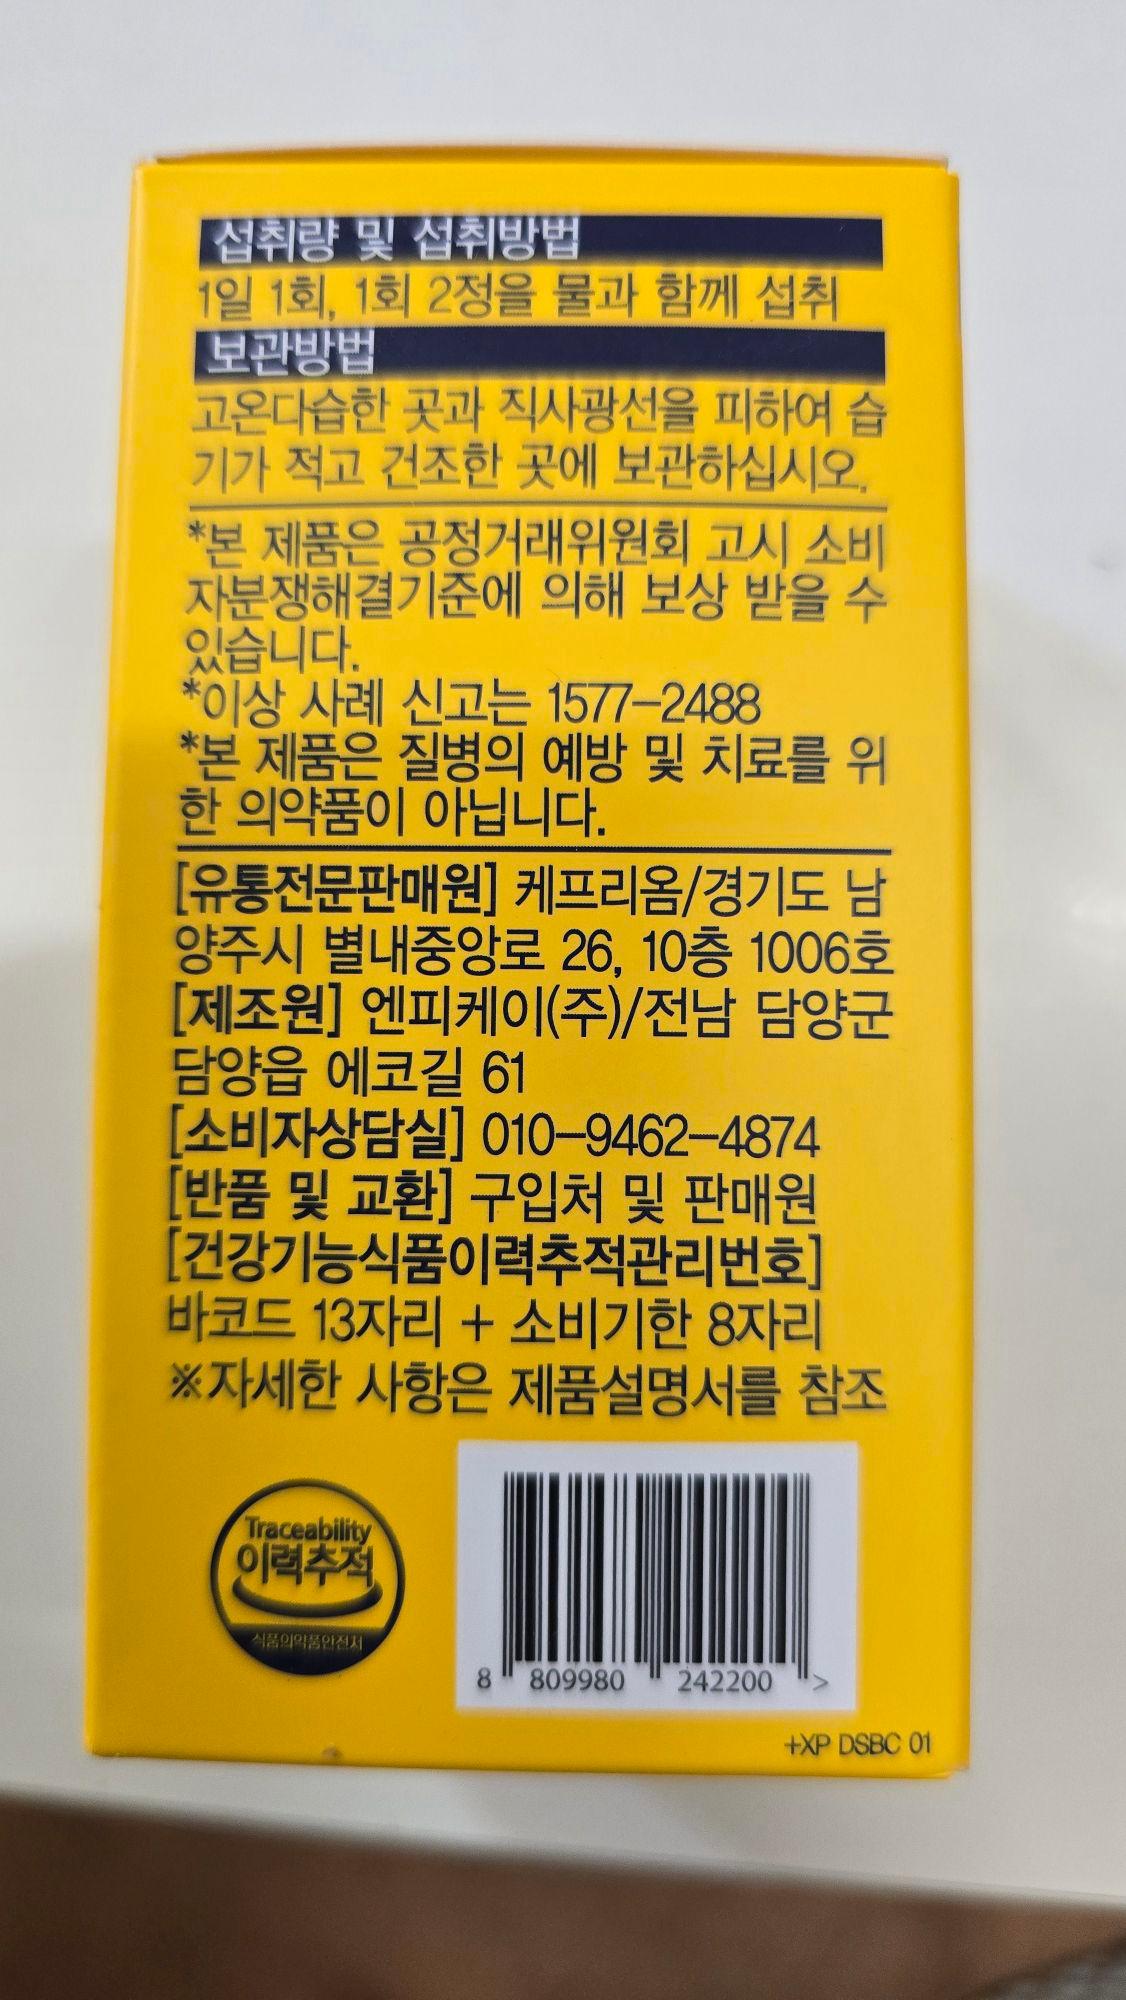 섭취량 및 섭취방법
1일 1회, 1회 2정을 물과 함께 섭취
보관방법
고온다습한 곳과 직사광선을 피하여 습
기가 적고 건조한 곳에 보관하십시오.
*본 제품은 공정거래위원회 고시 소비
자분쟁해결기준에 의해 보상 받을 수
있습니다.
*이상 사례 신고는 1577-2488
*본 제품은 질병의 예방 및 치료를 위
한 의약품이 아닙니다.
[유통전문판매원] 케프리옴/경기도 남
양주시 별내중앙로 26, 10층 1006호
[제조원] 엔피케이(주)/전남 담양군
담양읍 에코길 61
[소비자상담실] 010-9462-4874
[반품 및 교환] 구입처 및 판매원
[건강기능식품이력추적관리번호]
바코드 13자리 + 소비기한 8자리
※자세한 사항은 제품설명서를 참조
Traceability
이력추적
식품의약품안전처
8 809980 242200 >
+XP DSBC 01